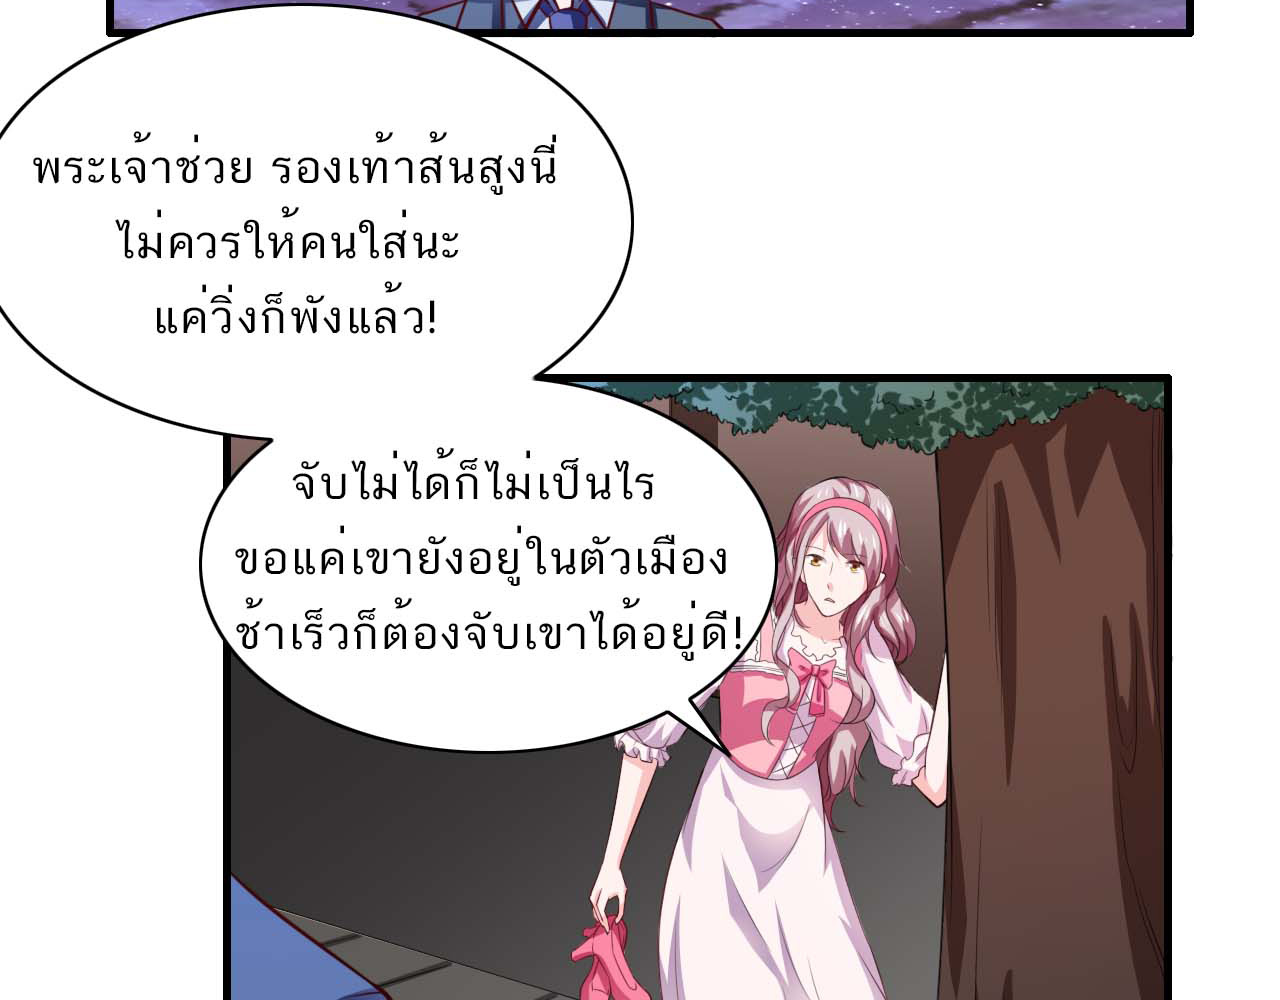 พระเจ้าช่วย รองเท้าส้นสูงนี่
ไม่ควรให้คนใส่นะ
แค่วิ่งก็พังแล้ว!
จับไม่ได้ก็ไม่เป็นไร
ขอแค่เขายังอยู่ในตัวเมือง
ช้าเร็วก็ต้องจับเขาได้อยู่ดี!